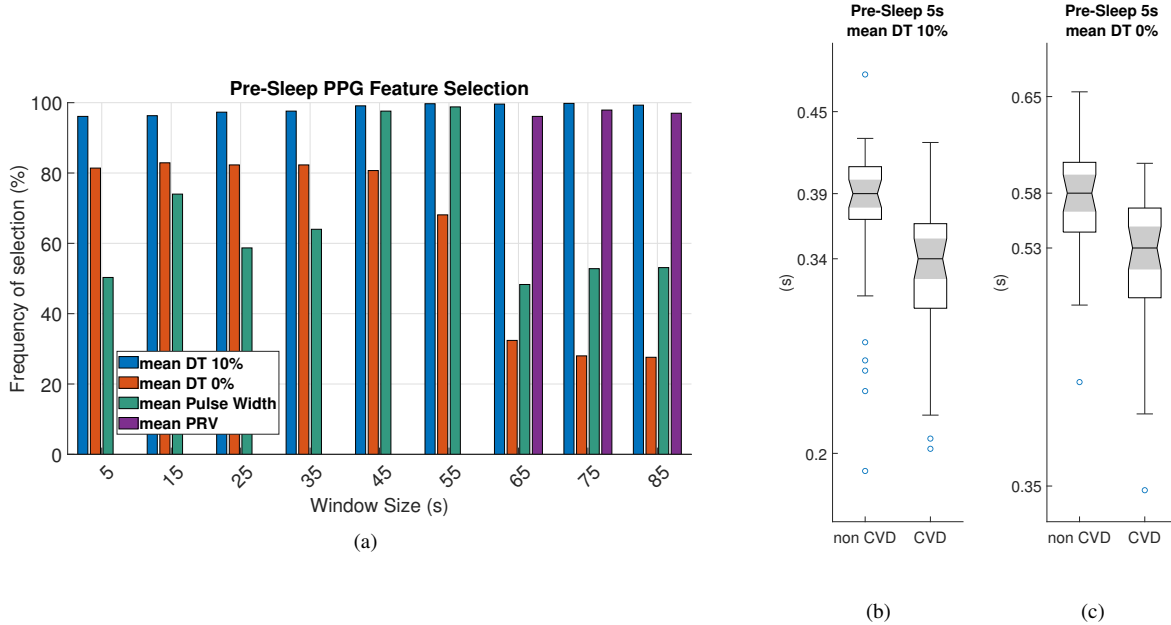 Pre-Sleep PPG Feature Selection
100
80
60
40
20
0
Frequency of selection (%)
mean DT 10%
mean DT 0%
mean Pulse Width
mean PRV
5 15 25 35 45 55 65 75 85
Window Size (s)
(a)
Pre-Sleep 5s
mean DT 10%
0.45
0.39
0.34
0.2
(s)
non CVD CVD
(b)
Pre-Sleep 5s
mean DT 0%
0.65
0.58
0.53
0.35
(s)
non CVD CVD
(c)